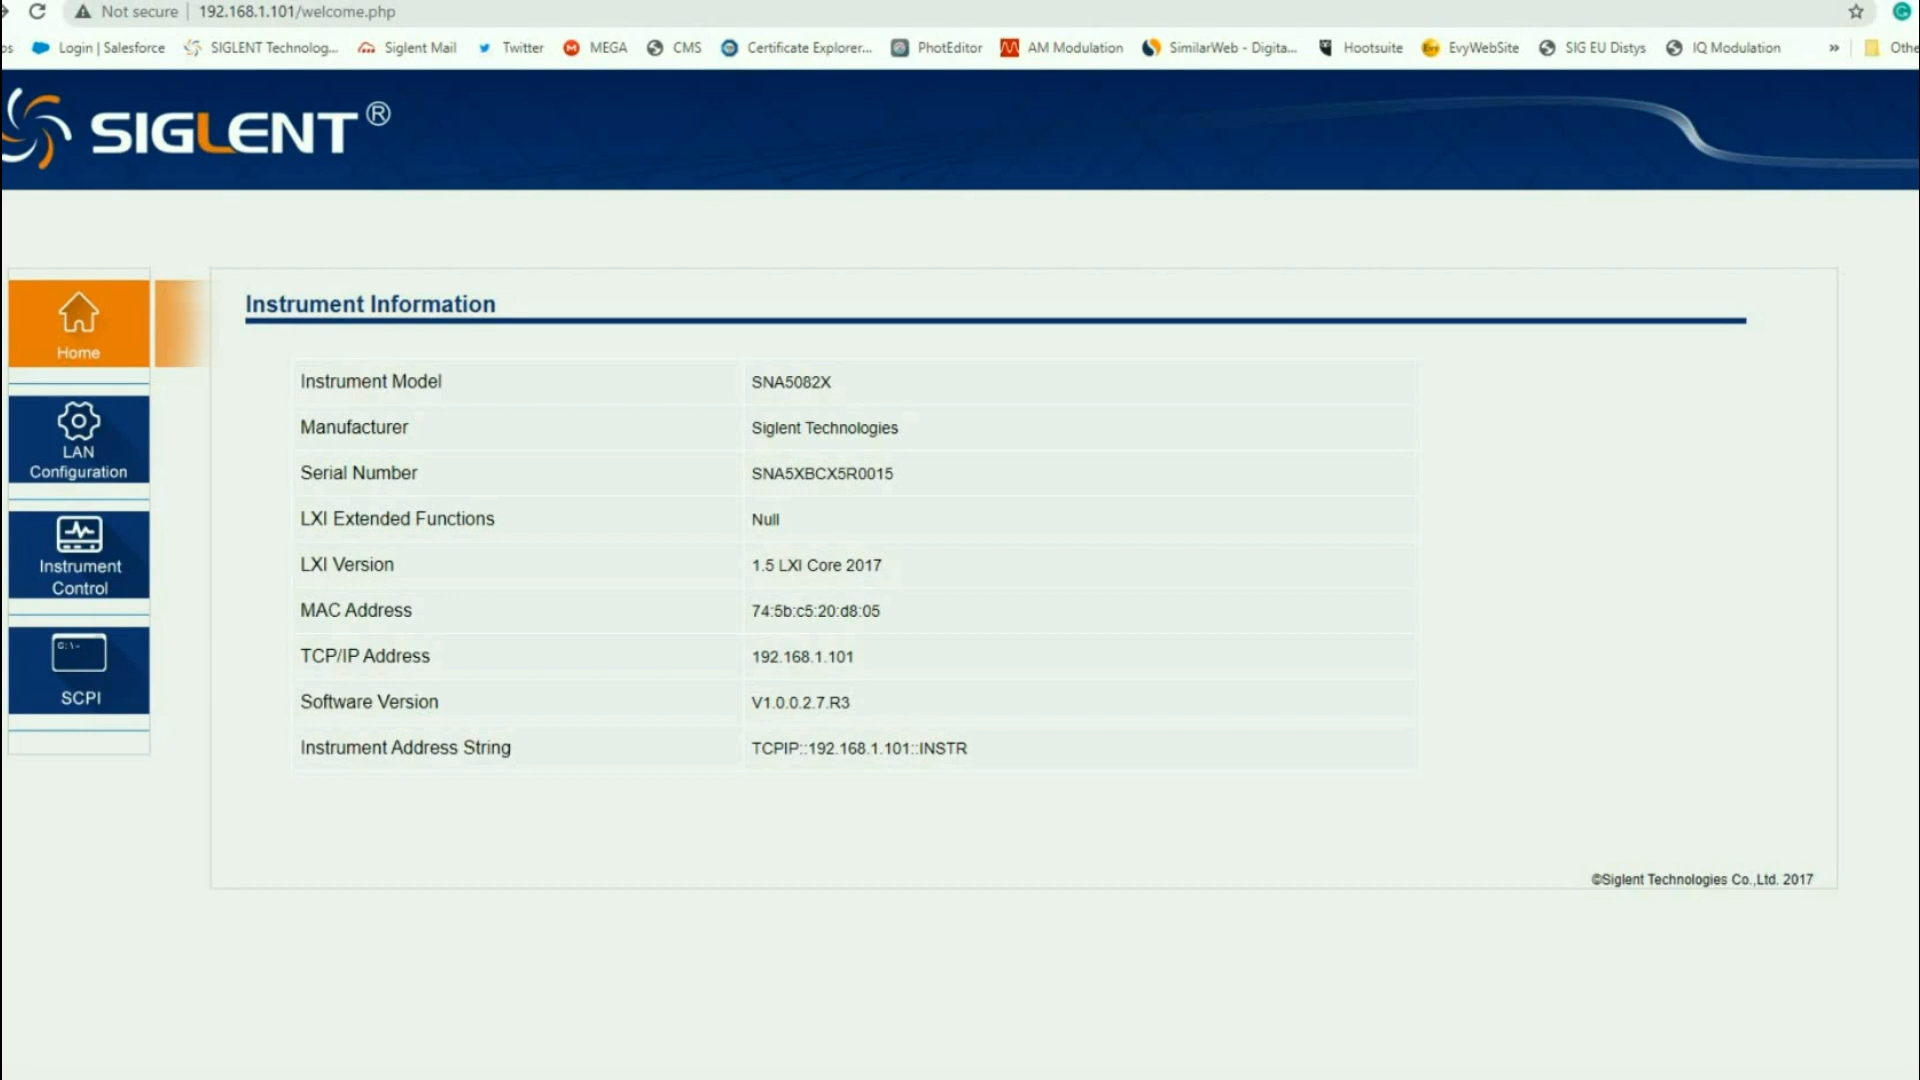 Not secure | 192.168.1.101/welcome.php
Login | Salesforce SIGLENT Technolog... Siglent Mail Twitter MEGA CMS Certificate Explorer... PhotEditor AM Modulation SimilarWeb - Digita... Hootsuite EvyWebSite SIG EU Distys IQ Modulation » Othe
SIGLENT®
Instrument Information
Home
LAN
Configuration
Instrument
Control
SCPI
Instrument Model SNA5082X
Manufacturer Siglent Technologies
Serial Number SNA5XBCX5R0015
LXI Extended Functions Null
LXI Version 1.5 LXI Core 2017
MAC Address 74:5b:c5:20:d8:05
TCP/IP Address 192.168.1.101
Software Version V1.0.0.2.7.R3
Instrument Address String TCPIP::192.168.1.101::INSTR
©Siglent Technologies Co.,Ltd. 2017